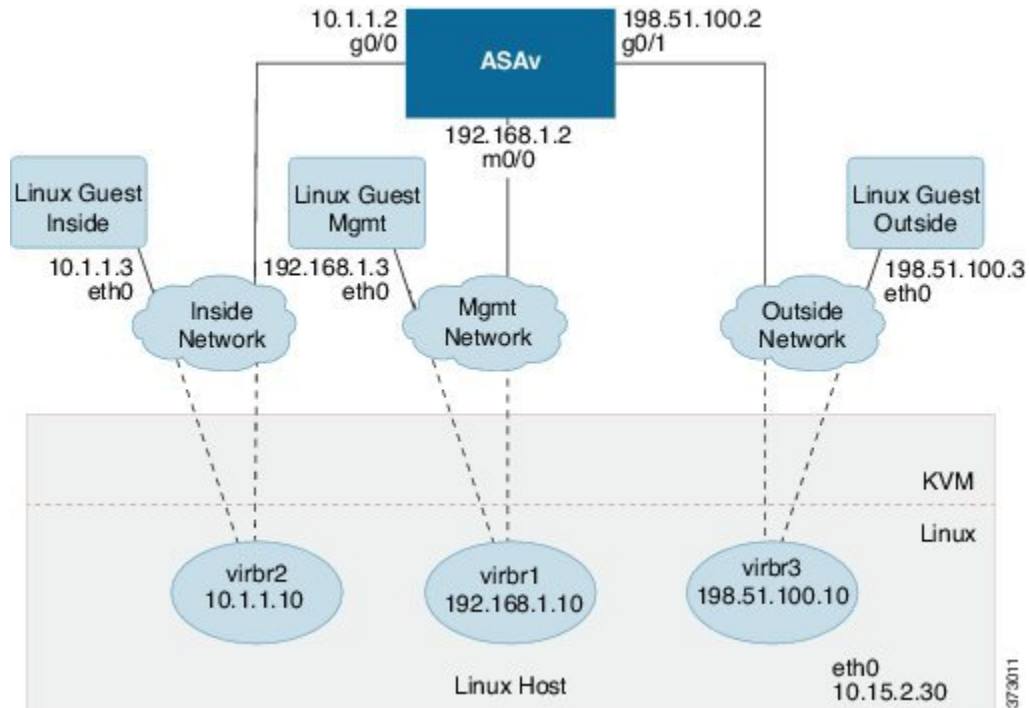 10.1.1.2
g0/0
ASAv
198.51.100.2
g0/1
192.168.1.2
m0/0
Linux Guest
Inside
Linux Guest
Mgmt
Linux Guest
Outside
10.1.1.3
eth0
192.168.1.3
eth0
198.51.100.3
eth0
Inside
Network
Mgmt
Network
Outside
Network
KVM
Linux
virbr2
10.1.1.10
virbr1
192.168.1.10
virbr3
198.51.100.10
Linux Host
eth0
10.15.2.30
373011